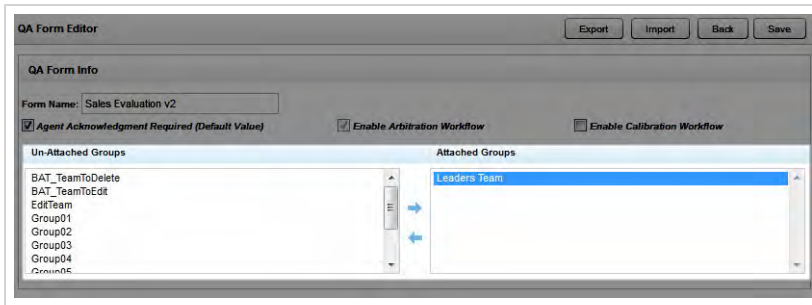 QA Form Editor
Export Import Back Save
QA Form Info
Form Name: Sales Evaluation v2
Agent Acknowledgment Required (Default Value) Enable Arbitration Workflow Enable Calibration Workflow
Un-Attached Groups Attached Groups
BAT_TeamToDelete Leaders Team
BAT_TeamToEdit
EditTeam
Group01
Group02
Group03
Group04
Group05